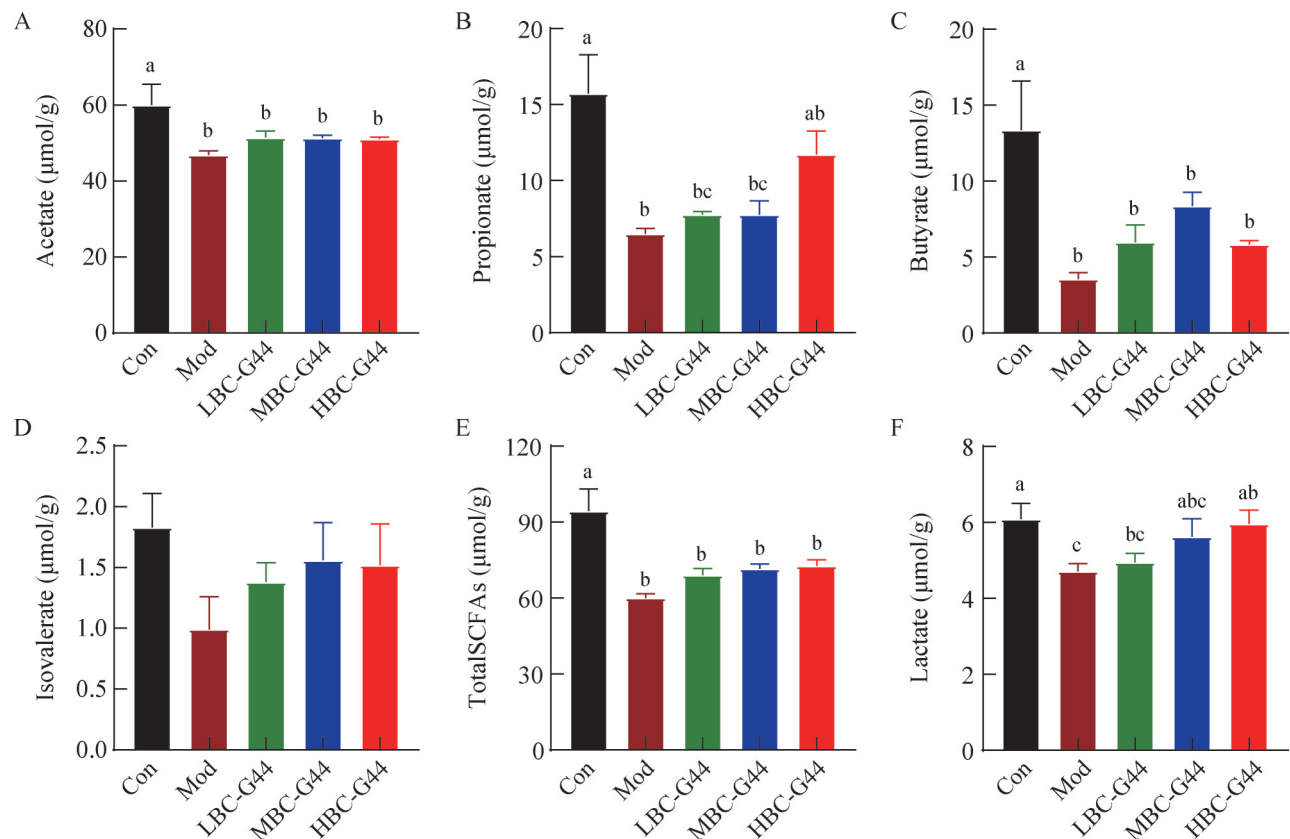 A
Acetate (μmol/g)
80
60
40
20
0
a
b
b
b
b
Con
Mod
LBC-G44
MBC-G44
HBC-G44
B
Propionate (μmol/g)
20
15
10
5
0
a
b
bc
bc
ab
Con
Mod
LBC-G44
MBC-G44
HBC-G44
C
Butyrate (μmol/g)
20
15
10
5
0
a
b
b
b
b
Con
Mod
LBC-G44
MBC-G44
HBC-G44
D
Isovalerate (μmol/g)
2.5
2.0
1.5
1.0
0.5
0.0
Con
Mod
LBC-G44
MBC-G44
HBC-G44
E
TotalSCFAs (μmol/g)
120
90
60
30
0
a
b
b
b
b
Con
Mod
LBC-G44
MBC-G44
HBC-G44
F
Lactate (μmol/g)
8
6
4
2
0
a
c
bc
abc
ab
Con
Mod
LBC-G44
MBC-G44
HBC-G44